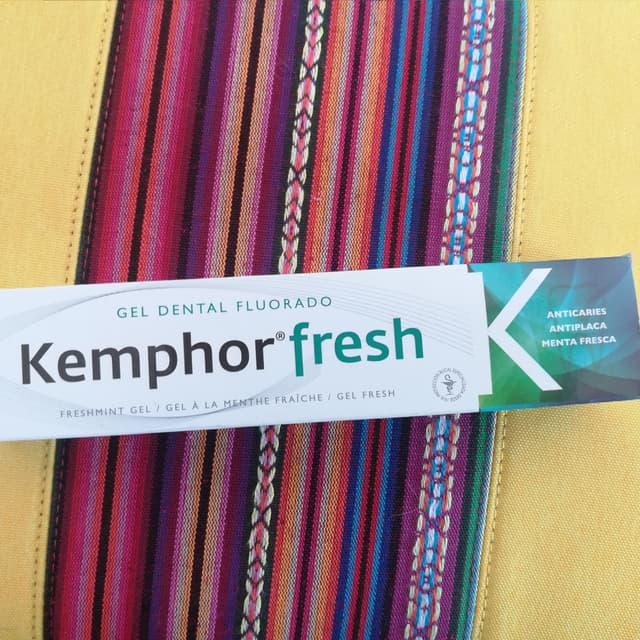 GEL DENTAL FLUORADO
Kemphor® fresh
FRESHMINT GEL / GEL À LA MENTHE FRAÎCHE / GEL FRESH
K
ANTICARIES
ANTIPLACA
MENTA FRESCA